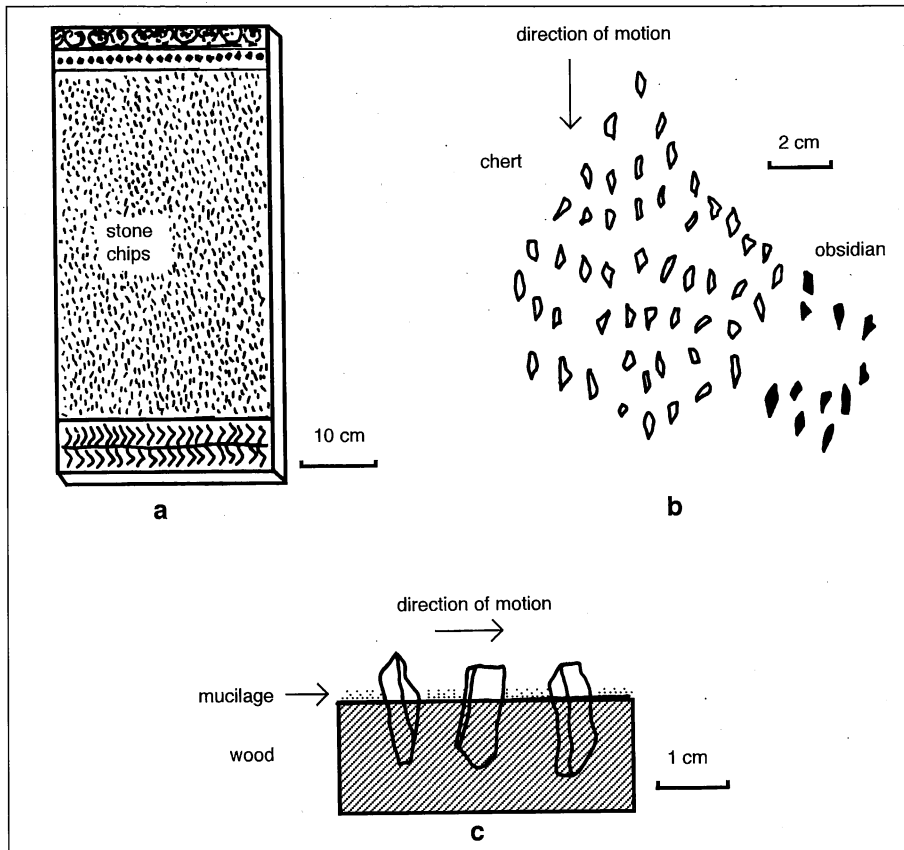 stone
chips
10 cm
a
direction of motion
chert
2 cm
obsidian
b
direction of motion
mucilage
wood
1 cm
c